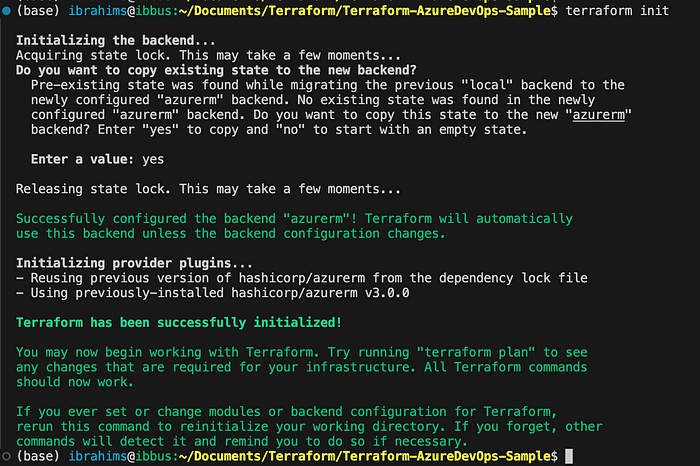 (base) ibrahims@ibbus:~/Documents/Terraform/Terraform-AzureDevOps-Sample$ terraform init
Initializing the backend...
Acquiring state lock. This may take a few moments...
Do you want to copy existing state to the new backend?
Pre-existing state was found while migrating the previous "local" backend to the
newly configured "azurerm" backend. No existing state was found in the newly
configured "azurerm" backend. Do you want to copy this state to the new "azurerm"
backend? Enter "yes" to copy and "no" to start with an empty state.
Enter a value: yes
Releasing state lock. This may take a few moments...
Successfully configured the backend "azurerm"! Terraform will automatically
use this backend unless the backend configuration changes.
Initializing provider plugins...
- Reusing previous version of hashicorp/azurerm from the dependency lock file
- Using previously-installed hashicorp/azurerm v3.0.0
Terraform has been successfully initialized!
You may now begin working with Terraform. Try running "terraform plan" to see
any changes that are required for your infrastructure. All Terraform commands
should now work.
If you ever set or change modules or backend configuration for Terraform,
rerun this command to reinitialize your working directory. If you forget, other
commands will detect it and remind you to do so if necessary.
(base) ibrahims@ibbus:~/Documents/Terraform/Terraform-AzureDevOps-Sample$